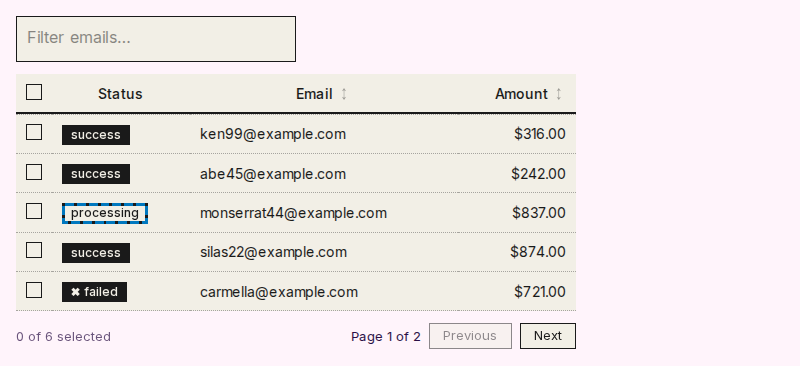 Filter emails...
Status Email ↕ Amount ↕
success ken99@example.com $316.00
success abe45@example.com $242.00
processing monserrat44@example.com $837.00
success silas22@example.com $874.00
✖ failed carmella@example.com $721.00
0 of 6 selected Page 1 of 2 Previous Next